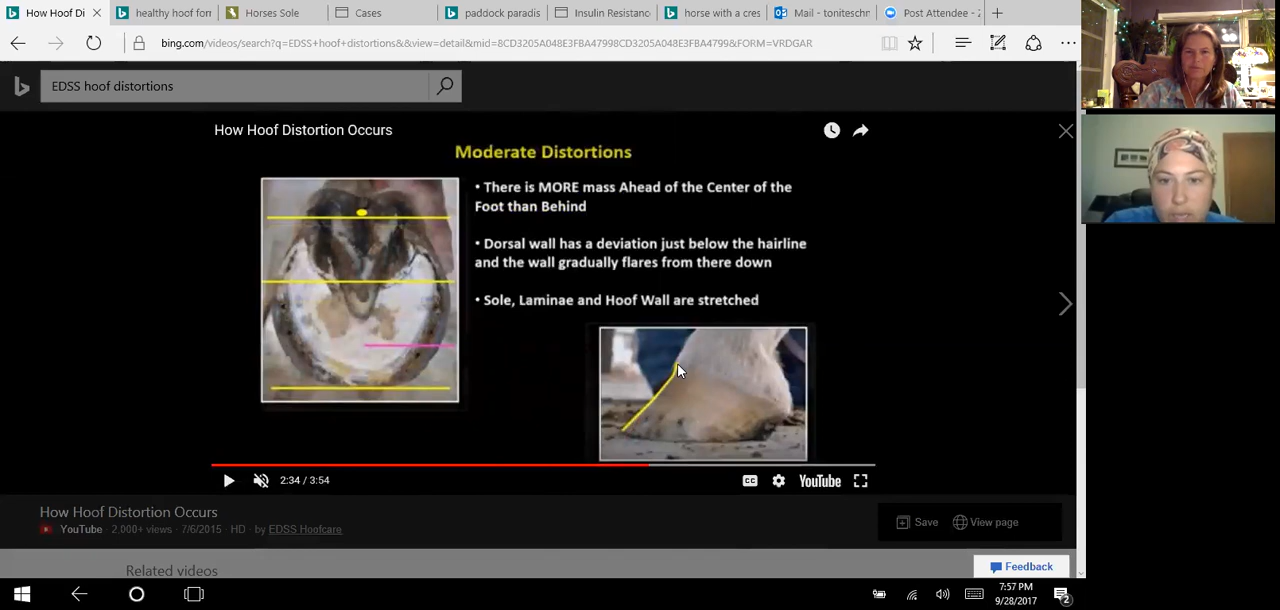 How Hoof Di
healthy hoof forn
Horses Sole
Cases
paddock paradis
Insulin Resistanc
horse with a cres
Mail - toniteschn
Post Attendee - Z
bing.com/videos/search?q=EDSS+hoof+distortions&&view=detail&mid=8CD3205A048E3FBA47998CD3205A048E3FBA4799&FORM=VRDGAR
EDSS hoof distortions
How Hoof Distortion Occurs
Moderate Distortions
• There is MORE mass Ahead of the Center of the
Foot than Behind
• Dorsal wall has a deviation just below the hairline
and the wall gradually flares from there down
• Sole, Laminae and Hoof Wall are stretched
2:34 / 3:54
CC
YouTube
How Hoof Distortion Occurs
YouTube · 2,000+ views · 7/6/2015 · HD · by EDSS Hoofcare
Save
View page
Related videos
Feedback
7:57 PM
9/28/2017
2